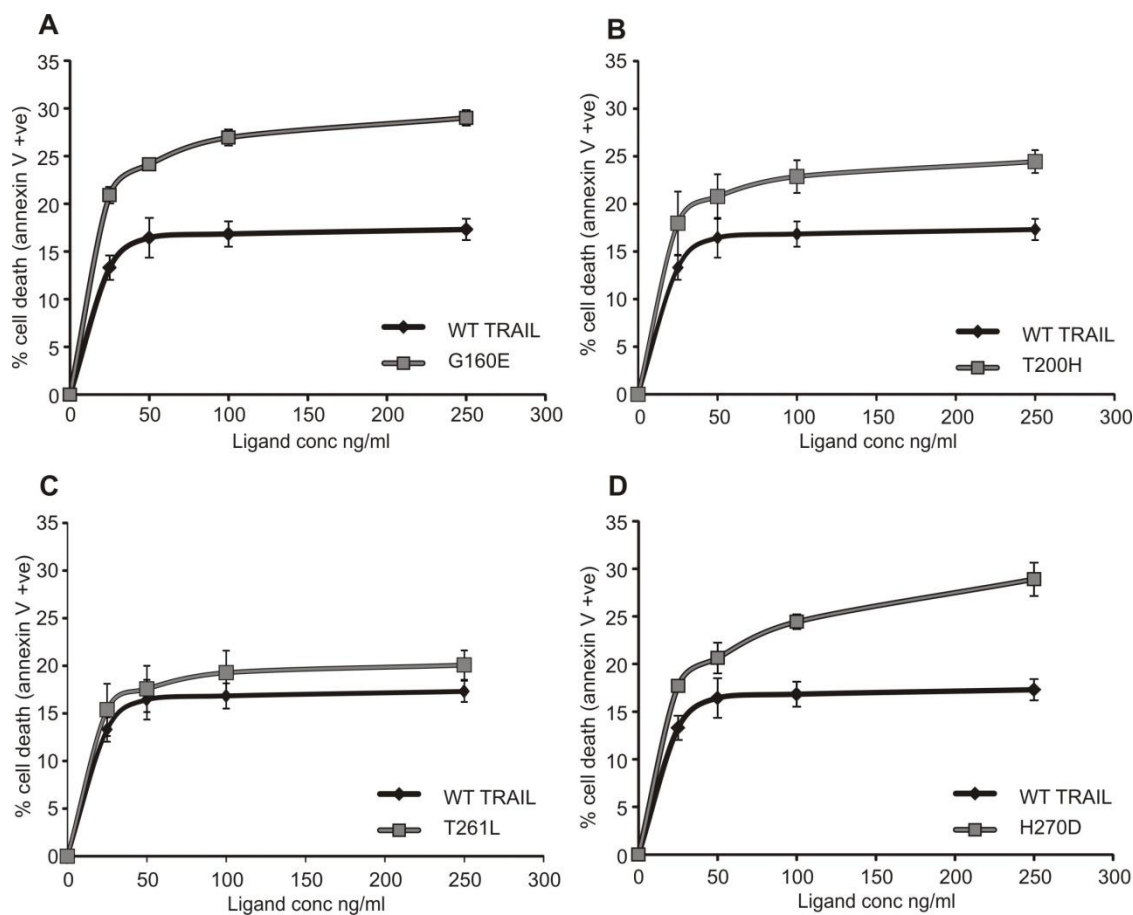 A
% cell death (annexin V +ve)
35
30
25
20
15
10
5
0
0 50 100 150 200 250 300
Ligand conc ng/ml
WT TRAIL
G160E
B
% cell death (annexin V +ve)
35
30
25
20
15
10
5
0
0 50 100 150 200 250 300
Ligand conc ng/ml
WT TRAIL
T200H
C
% cell death (annexin V +ve)
35
30
25
20
15
10
5
0
0 50 100 150 200 250 300
Ligand conc ng/ml
WT TRAIL
T261L
D
% cell death (annexin V +ve)
35
30
25
20
15
10
5
0
0 50 100 150 200 250 300
Ligand conc ng/ml
WT TRAIL
H270D